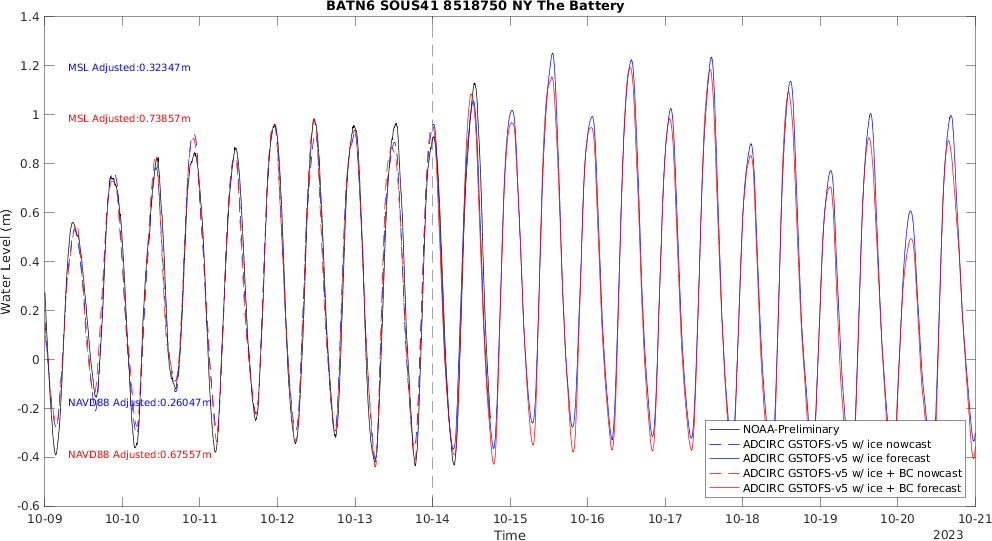 BATN6 SOUS41 8518750 NY The Battery
1.4
1.2
1
0.8
0.6
0.4
0.2
0
-0.2
-0.4
-0.6
Water Level (m)
MSL Adjusted:0.32347m
MSL Adjusted:0.73857m
NAVD88 Adjusted:0.26047m
NAVD88 Adjusted:0.67557m
NOAA-Preliminary
ADCIRC GSTOFS-v5 w/ ice nowcast
ADCIRC GSTOFS-v5 w/ ice forecast
ADCIRC GSTOFS-v5 w/ ice + BC nowcast
ADCIRC GSTOFS-v5 w/ ice + BC forecast
10-09 10-10 10-11 10-12 10-13 10-14 10-15 10-16 10-17 10-18 10-19 10-20 10-21
Time
2023